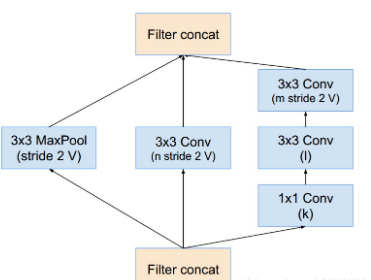 Filter concat
3x3 Conv
(m stride 2 V)
3x3 MaxPool
(stride 2 V)
3x3 Conv
(n stride 2 V)
3x3 Conv
(l)
1x1 Conv
(k)
Filter concat